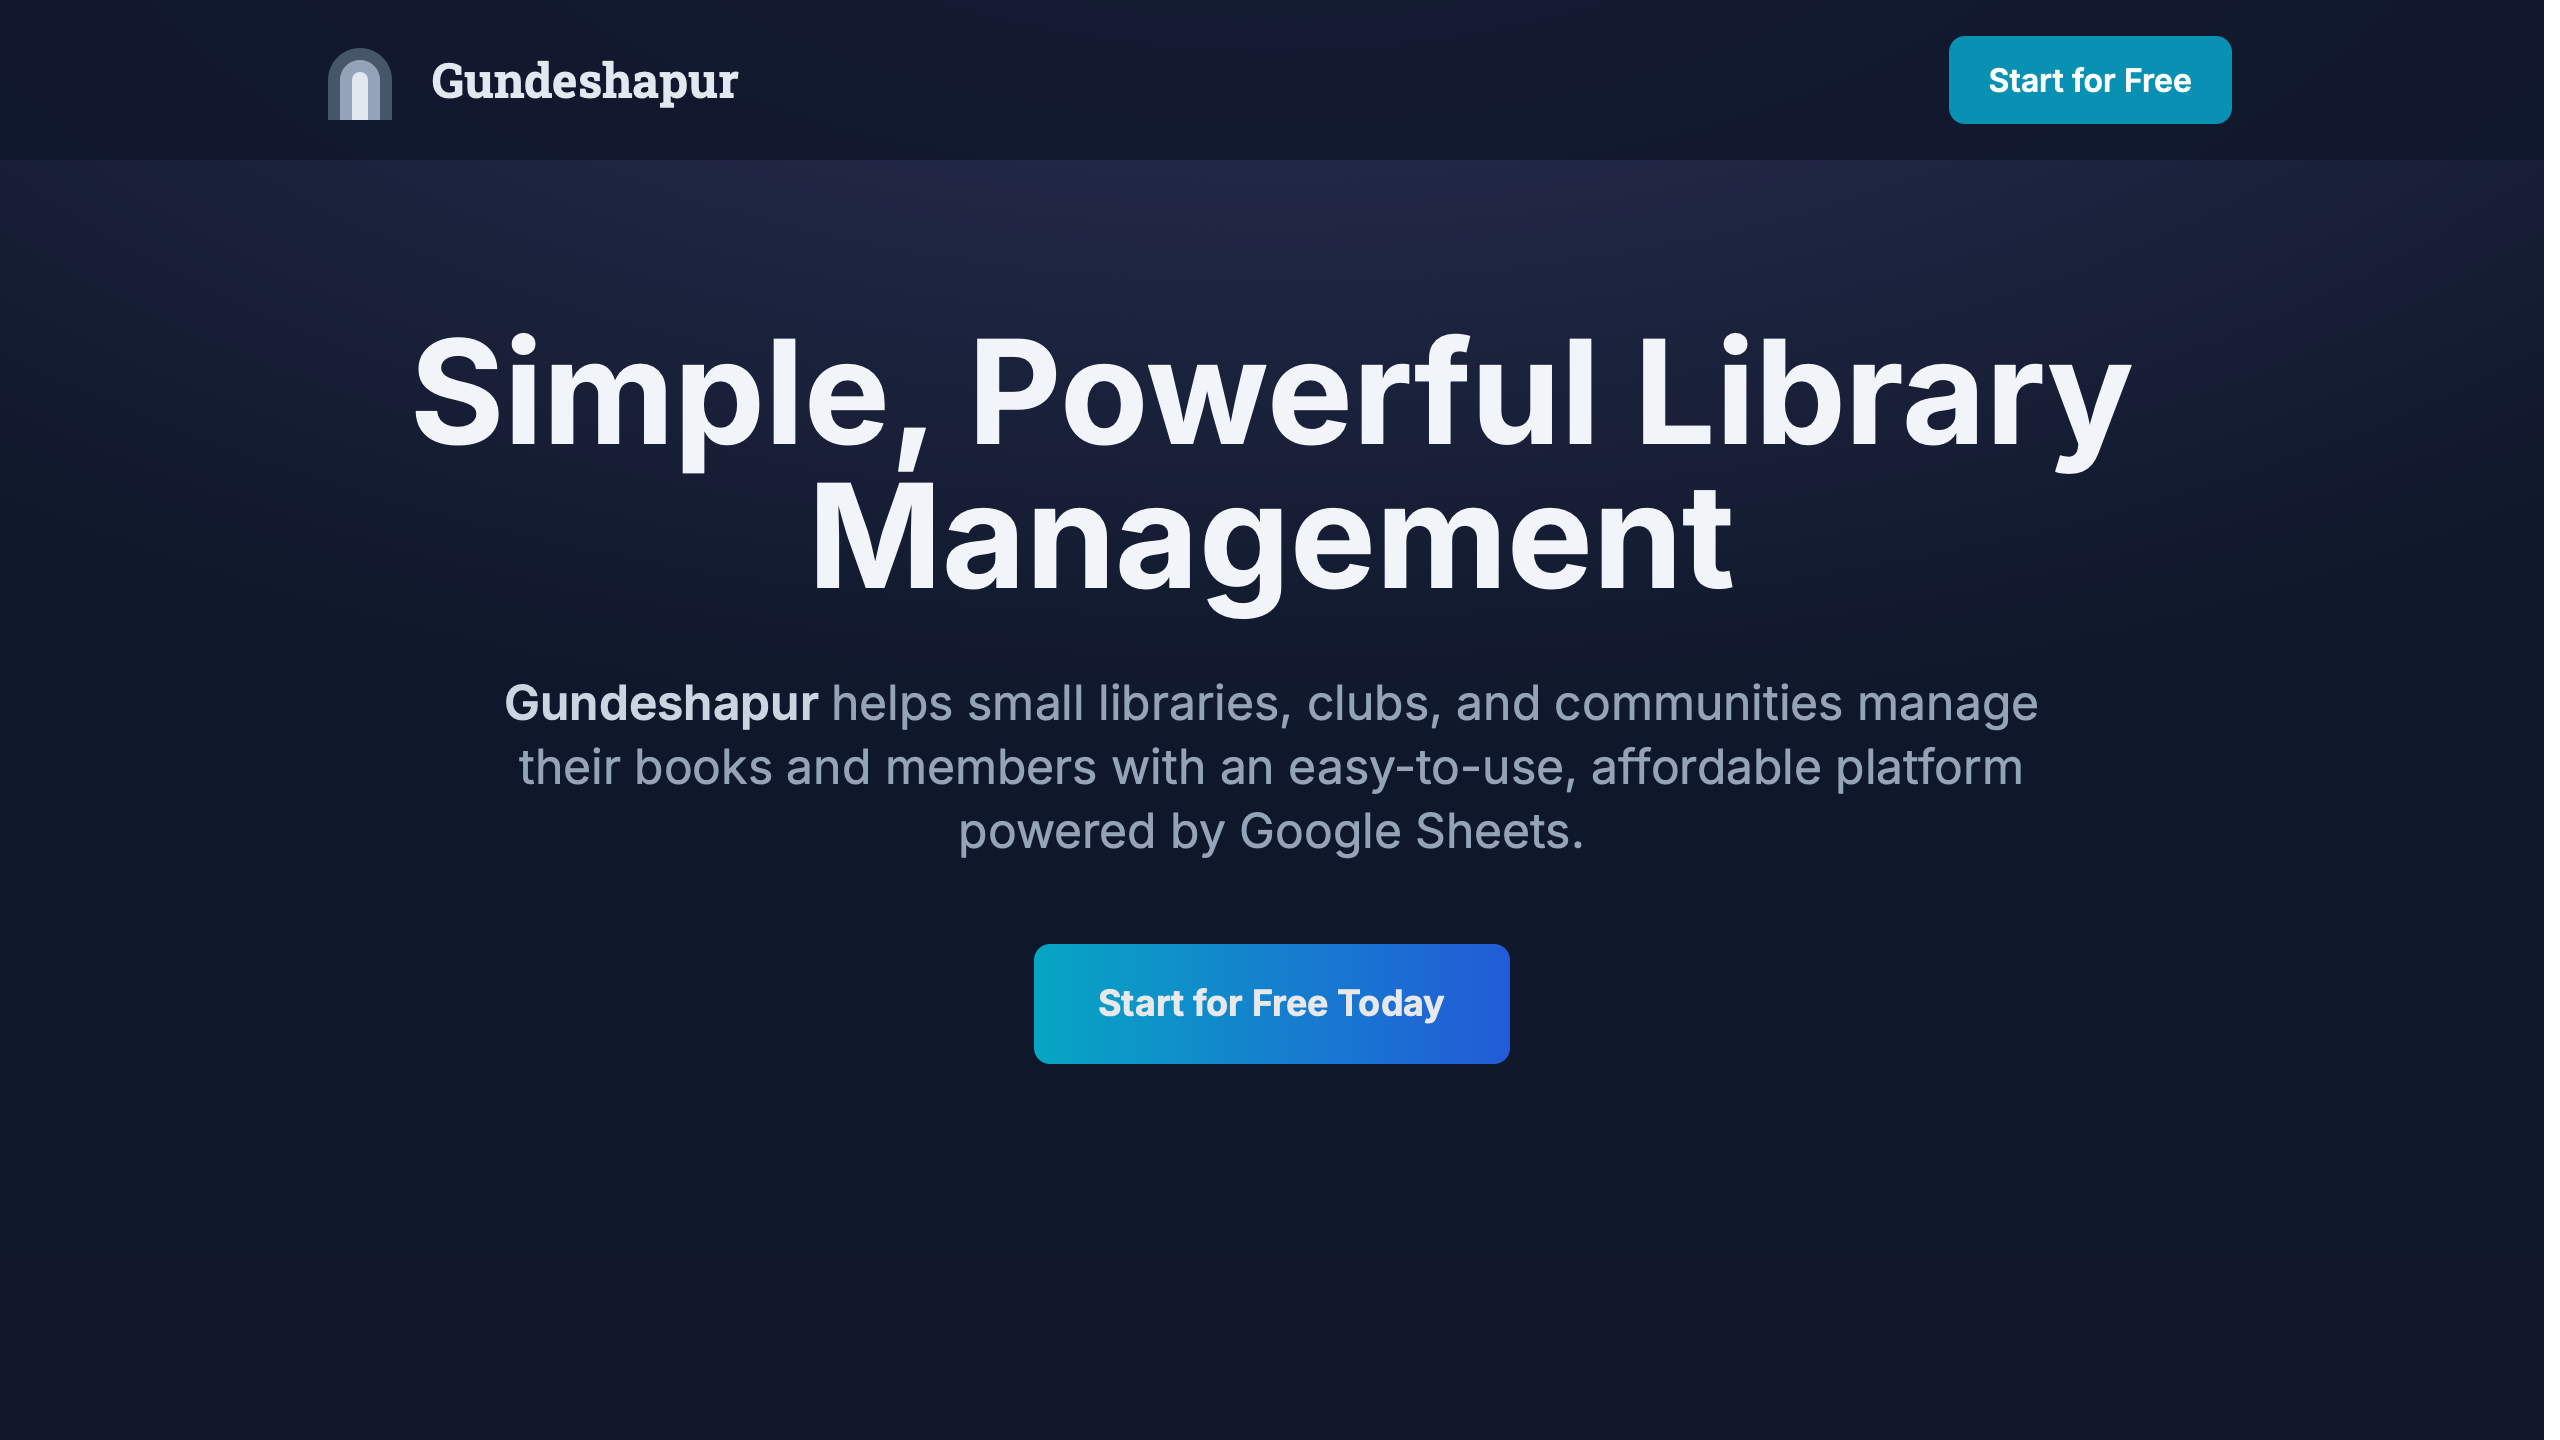 Gundeshapur
Start for Free
Simple, Powerful Library
Management
Gundeshapur helps small libraries, clubs, and communities manage
their books and members with an easy-to-use, affordable platform
powered by Google Sheets.
Start for Free Today